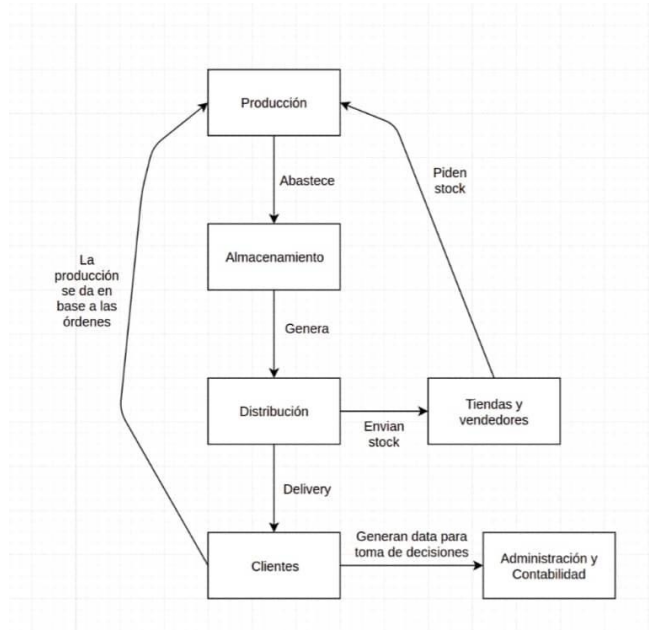 Producción
Abastece
Piden
stock
Almacenamiento
La
producción
se da en
base a las
órdenes
Genera
Distribución
Envian
stock
Tiendas y
vendedores
Delivery
Clientes
Generan data para
toma de decisiones
Administración y
Contabilidad